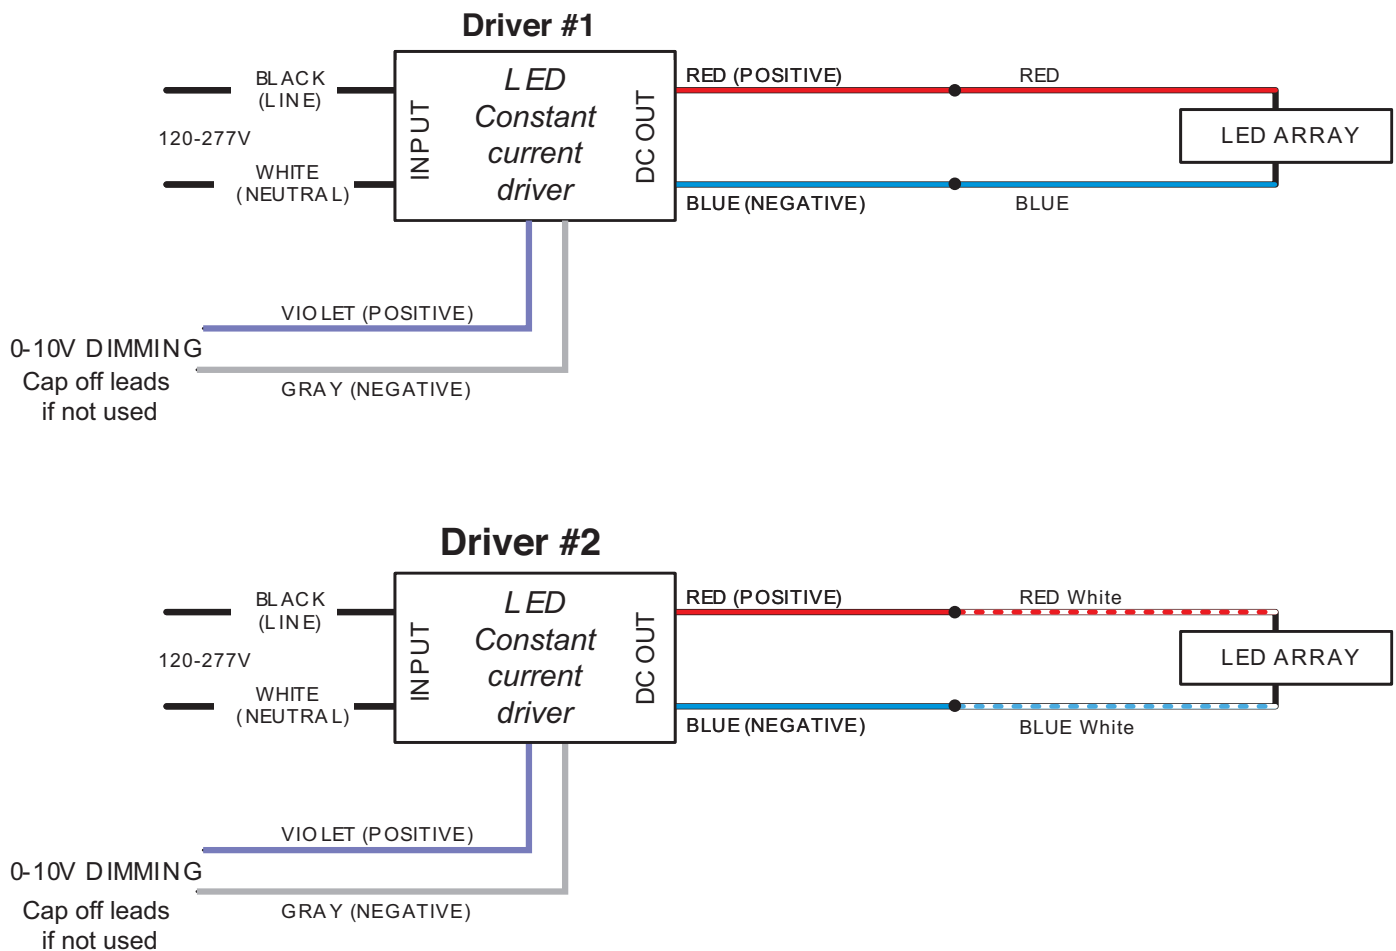 Driver #1
BLACK
(LINE)
120-277V
WHITE
(NEUTRAL)
INPUT
LED
Constant
current
driver
DC OUT
RED (POSITIVE)
RED
LED ARRAY
BLUE (NEGATIVE)
BLUE
VIOLET (POSITIVE)
0-10V DIMMING
Cap off leads
if not used
GRAY (NEGATIVE)
Driver #2
BLACK
(LINE)
120-277V
WHITE
(NEUTRAL)
INPUT
LED
Constant
current
driver
DC OUT
RED (POSITIVE)
RED White
LED ARRAY
BLUE (NEGATIVE)
BLUE White
VIOLET (POSITIVE)
0-10V DIMMING
Cap off leads
if not used
GRAY (NEGATIVE)